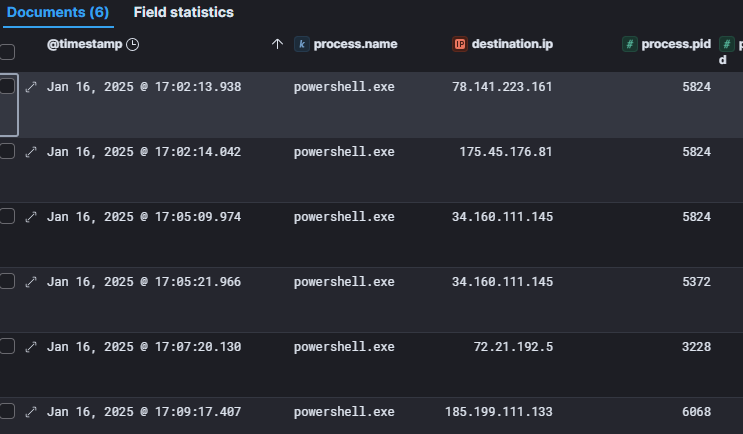 Documents (6) Field statistics
@timestamp ↑ k process.name IP destination.ip # process.pid # p
d
Jan 16, 2025 @ 17:02:13.938 powershell.exe 78.141.223.161 5824
Jan 16, 2025 @ 17:02:14.042 powershell.exe 175.45.176.81 5824
Jan 16, 2025 @ 17:05:09.974 powershell.exe 34.160.111.145 5824
Jan 16, 2025 @ 17:05:21.966 powershell.exe 34.160.111.145 5372
Jan 16, 2025 @ 17:07:20.130 powershell.exe 72.21.192.5 3228
Jan 16, 2025 @ 17:09:17.407 powershell.exe 185.199.111.133 6068